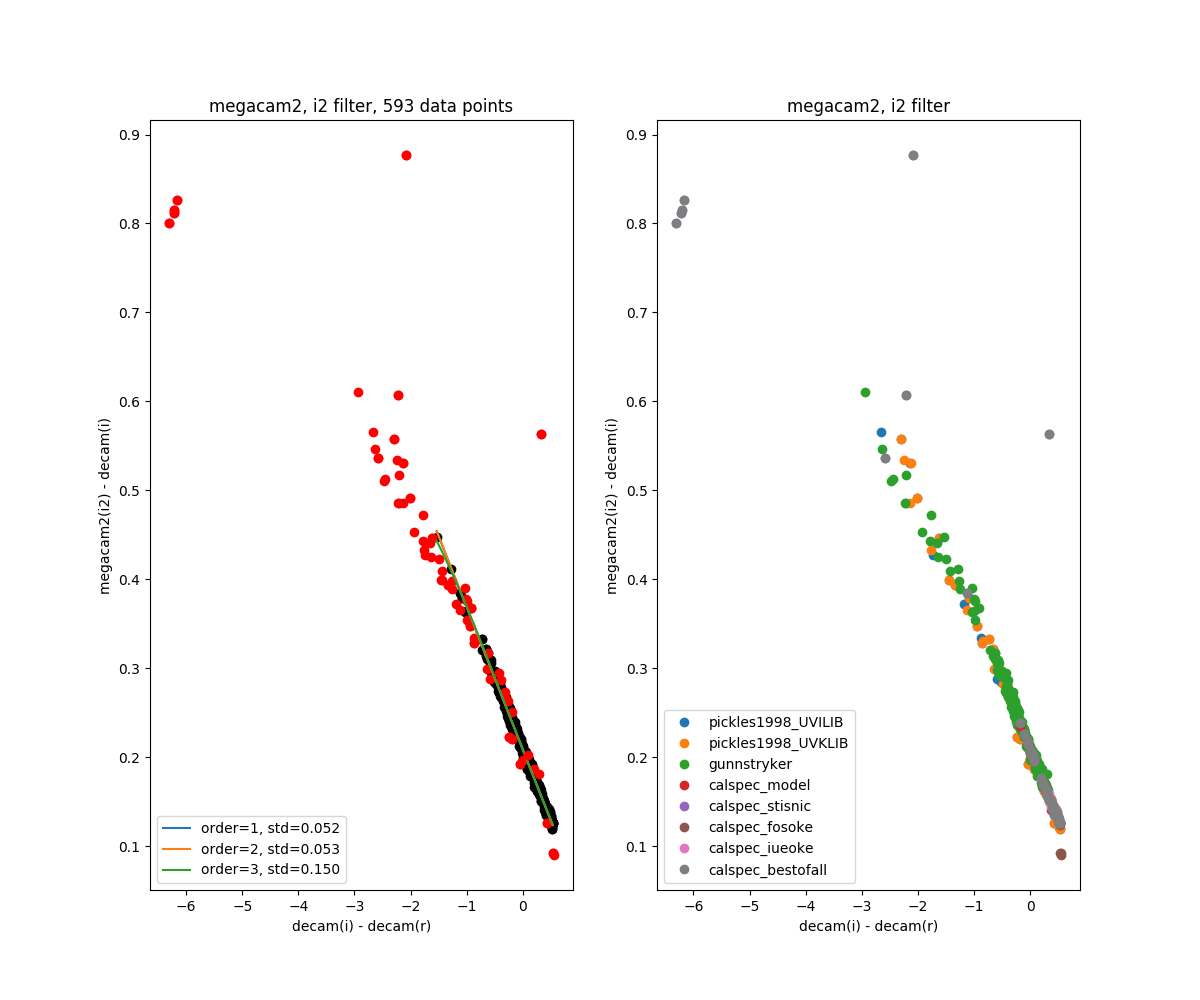 megacam2, i2 filter, 593 data points
megacam2(i2) - decam(i)
0.9
0.8
0.7
0.6
0.5
0.4
0.3
0.2
0.1
order=1, std=0.052
order=2, std=0.053
order=3, std=0.150
−6
−5
−4
−3
−2
−1
0
decam(i) - decam(r)
megacam2, i2 filter
megacam2(i2) - decam(i)
0.9
0.8
0.7
0.6
0.5
0.4
0.3
0.2
0.1
pickles1998_UVILIB
pickles1998_UVKLIB
gunnstryker
calspec_model
calspec_stisnic
calspec_fosoke
calspec_iueoke
calspec_bestofall
−6
−5
−4
−3
−2
−1
0
decam(i) - decam(r)